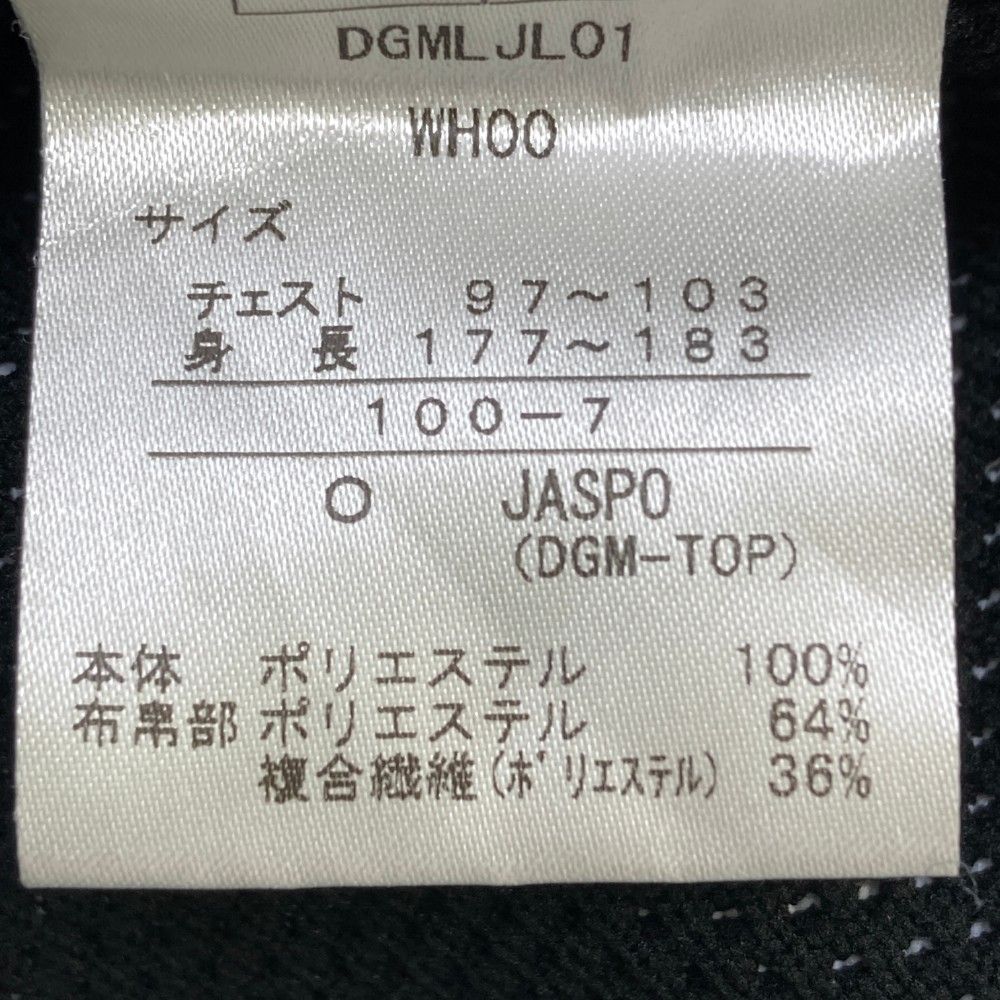 DGMLJL01
WH00
サイズ
チェスト 97〜103
身長 177〜183
100−7
O JASPO
(DGM−TOP)
本体 ポリエステル 100%
布帛部 ポリエステル 64%
複合繊維(ポリエステル) 36%